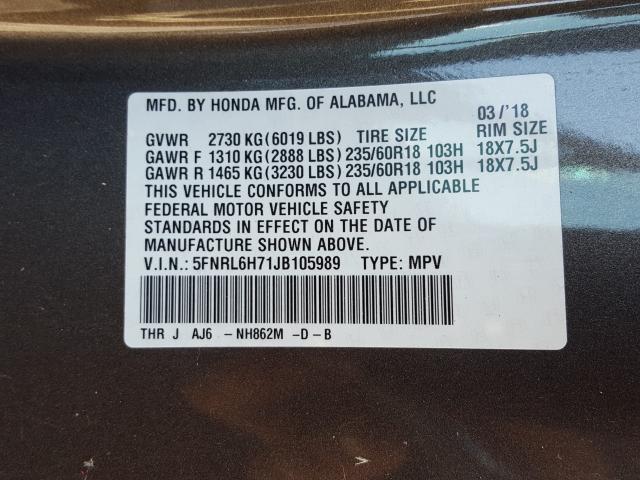 MFD. BY HONDA MFG. OF ALABAMA, LLC 03/'18
GVWR 2730 KG(6019 LBS) TIRE SIZE RIM SIZE
GAWR F 1310 KG(2888 LBS) 235/60R18 103H 18X7.5J
GAWR R 1465 KG(3230 LBS) 235/60R18 103H 18X7.5J
THIS VEHICLE CONFORMS TO ALL APPLICABLE
FEDERAL MOTOR VEHICLE SAFETY
STANDARDS IN EFFECT ON THE DATE OF
MANUFACTURE SHOWN ABOVE.
V.I.N.: 5FNRL6H71JB105989 TYPE: MPV
THR J AJ6 -NH862M -D-B